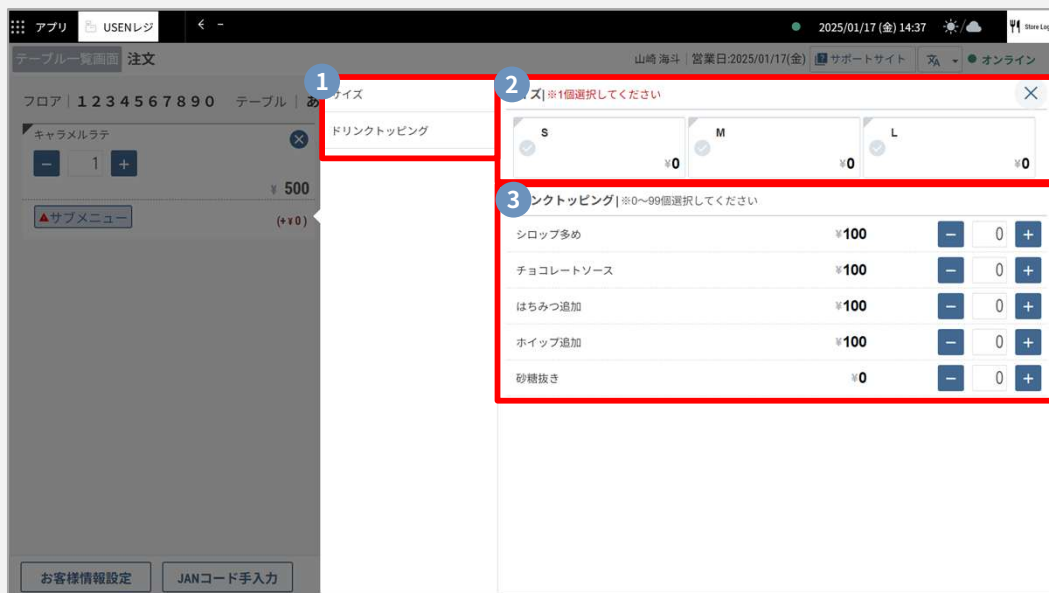 アプリ USENレジ 2025/01/17 (金) 14:37 Store Log
テーブル一覧画面 注文 山崎 海斗 営業日:2025/01/17(金) サポートサイト オンライン
フロア 1234567890 テーブル あ
キャラメルラテ
1
¥ 500
サブメニュー (+¥0)
お客様情報設定 JANコード手入力
1
イズ
ドリンクトッピング
2
ズ| ※1個選択してください
S M L
¥0 ¥0 ¥0
3
ンクトッピング| ※0~99個選択してください
シロップ多め ¥100 − 0 +
チョコレートソース ¥100 − 0 +
はちみつ追加 ¥100 − 0 +
ホイップ追加 ¥100 − 0 +
砂糖抜き ¥0 − 0 +